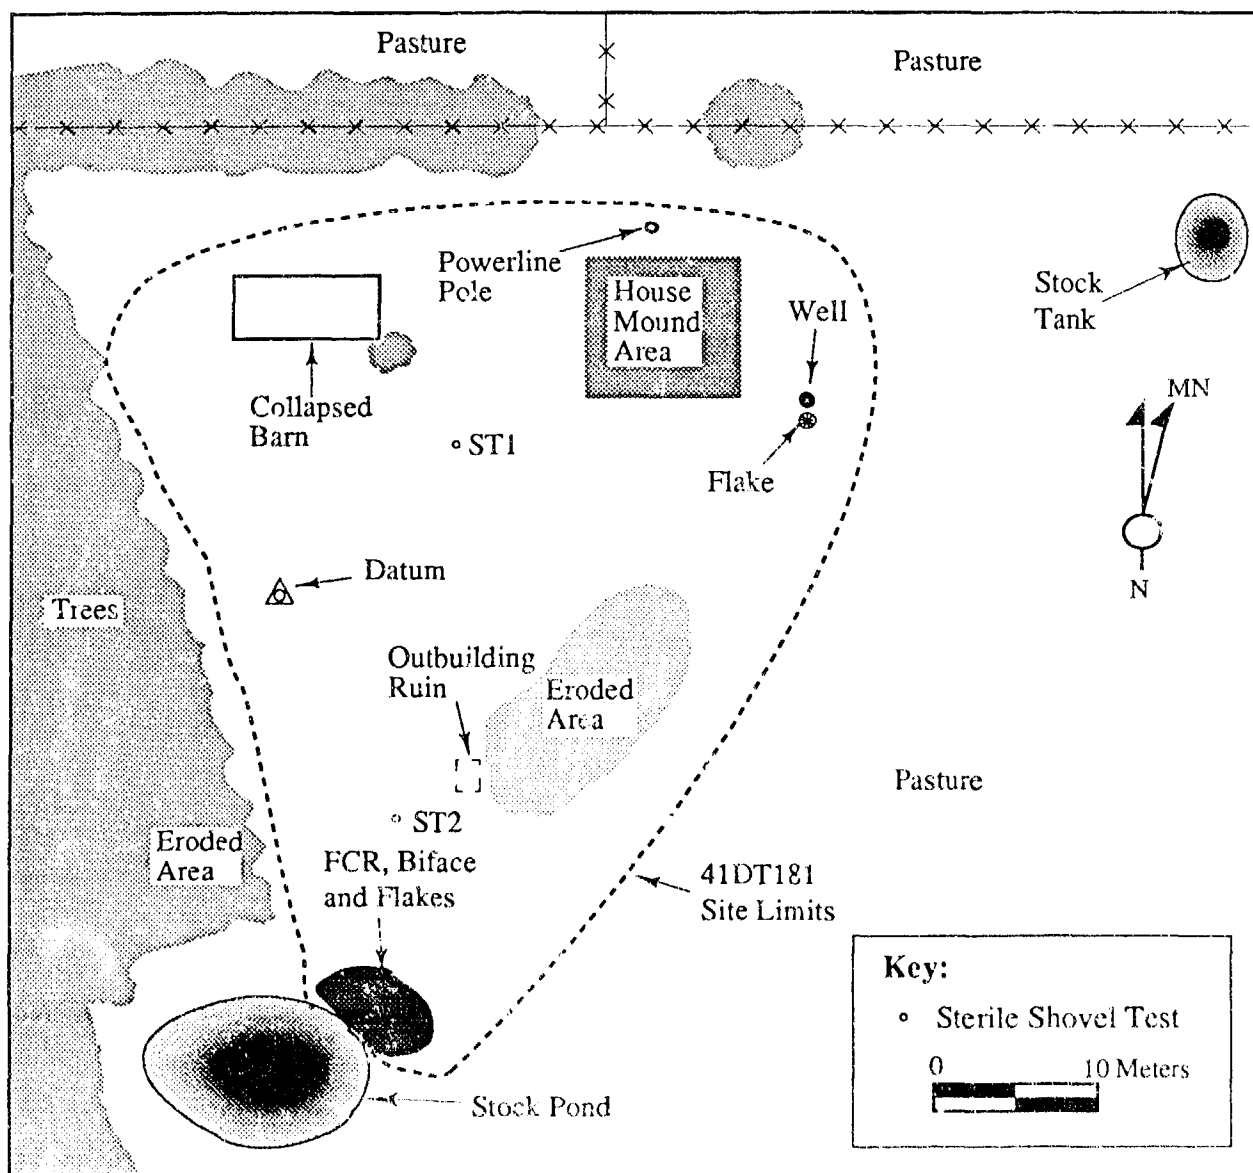 Pasture
Pasture
Powerline
Pole
House
Mound
Area
Well
Stock
Tank
MN
Collapsed
Barn
ST1
Flake
Datum
N
Trees
Outbuilding
Ruin
Eroded
Area
Pasture
ST2
Eroded
Area
FCR, Biface
and Flakes
41DT181
Site Limits
Key:
Sterile Shovel Test
0 10 Meters
Stock Pond